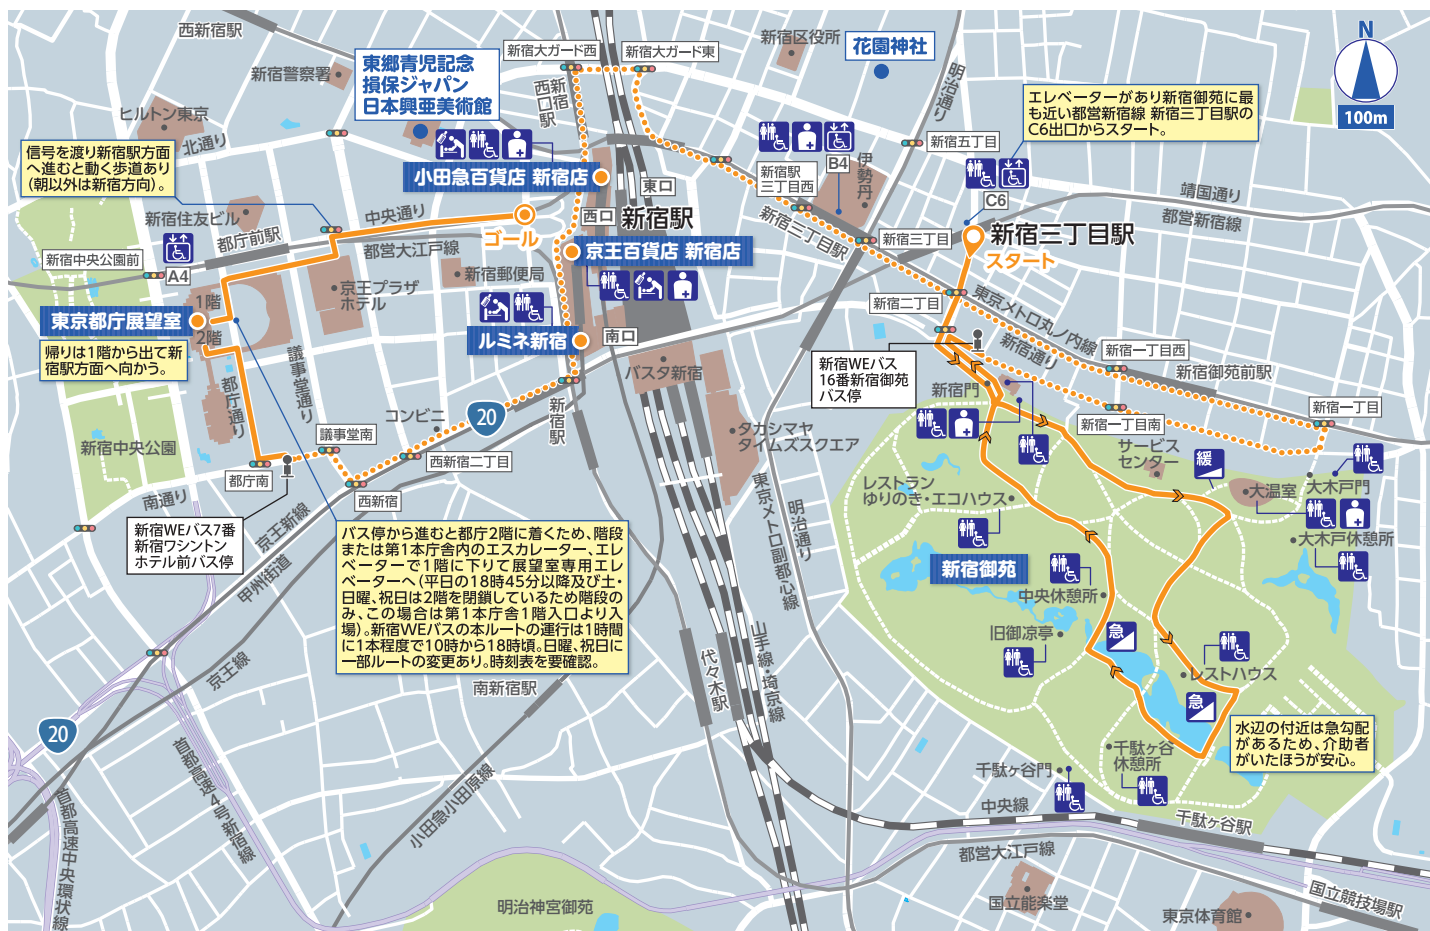 西新宿駅
新宿警察署
ヒルトン東京
北通り
東郷青児記念
損保ジャパン
日本興亜美術館
新宿大ガード西
新宿大ガード東
西武
新宿駅
新宿区役所
花園神社
明治通り
N
100m
エレベーターがあり新宿御苑に最
も近い都営新宿線 新宿三丁目駅の
C6出口からスタート。
信号を渡り新宿駅方面
へ進むと動く歩道あり
(朝以外は新宿方向)。
小田急百貨店 新宿店
新宿駅
三丁目西
B4
伊勢丹
新宿五丁目
C6
靖国通り
都営新宿線
新宿住友ビル
中央通り
都庁前駅
都営大江戸線
ゴール
西口
東口
新宿駅
新宿三丁目駅
新宿三丁目
新宿三丁目駅
スタート
新宿中央公園前
A4
京王プラザ
ホテル
新宿郵便局
京王百貨店 新宿店
新宿二丁目
東京メトロ丸ノ内線
新宿通り
新宿一丁目西
新宿御苑前駅
東京都庁展望室
1階
2階
帰りは1階から出て新
宿駅方面へ向かう。
都庁通り
議事堂通り
ルミネ新宿
南口
バスタ新宿
新宿WEバス
16番新宿御苑
バス停
新宿門
新宿一丁目南
新宿一丁目
サービス
センター
緩
大温室
大木戸門
大木戸休憩所
コンビニ
20
新宿駅
タカシマヤ
タイムズスクエア
新宿中央公園
議事堂南
都庁南
西新宿
西新宿二丁目
南通り
京王新線
甲州街道
京王線
新宿WEバス7番
新宿ワシントン
ホテル前バス停
バス停から進むと都庁2階に着くため、階段
または第1本庁舎内のエスカレーター、エレ
ベーターで1階に下りて展望室専用エレ
ベーターへ(平日の18時45分以降及び土・
日曜、祝日は2階を閉鎖しているため階段の
み、この場合は第1本庁舎1階入口より入
場)。新宿WEバスの本ルートの運行は1時間
に1本程度で10時から18時頃。日曜、祝日に
一部ルートの変更あり。時刻表を要確認。
東京メトロ副都心線
明治通り
レストラン
ゆりのき・エコハウス
新宿御苑
中央休憩所
旧御凉亭
急
レストハウス
急
水辺の付近は急勾配
があるため、介助者
がいたほうが安心。
千駄ヶ谷
休憩所
千駄ヶ谷門
中央線
千駄ヶ谷駅
代々木駅
山手線・埼京線
南新宿駅
小田急小田原線
20
首都高速4号新宿線
首都高速中央環状線
明治神宮御苑
都営大江戸線
国立能楽堂
東京体育館
国立競技場駅